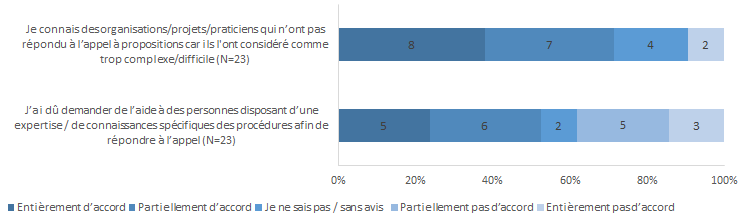 Je connais des organisations/projets/praticiens qui n'ont pas
répondu à l'appel à propositions car ils l'ont considéré comme
trop complexe/difficile (N=23)
8 7 4 2
J'ai dû demander de l'aide à des personnes disposant d'une
expertise / de connaissances spécifiques des procédures afin de
répondre à l'appel (N=23)
5 6 2 5 3
0% 20% 40% 60% 80% 100%
Entièrement d'accord Partiellement d'accord Je ne sais pas / sans avis Partiellement pas d'accord Entièrement pas d'accord